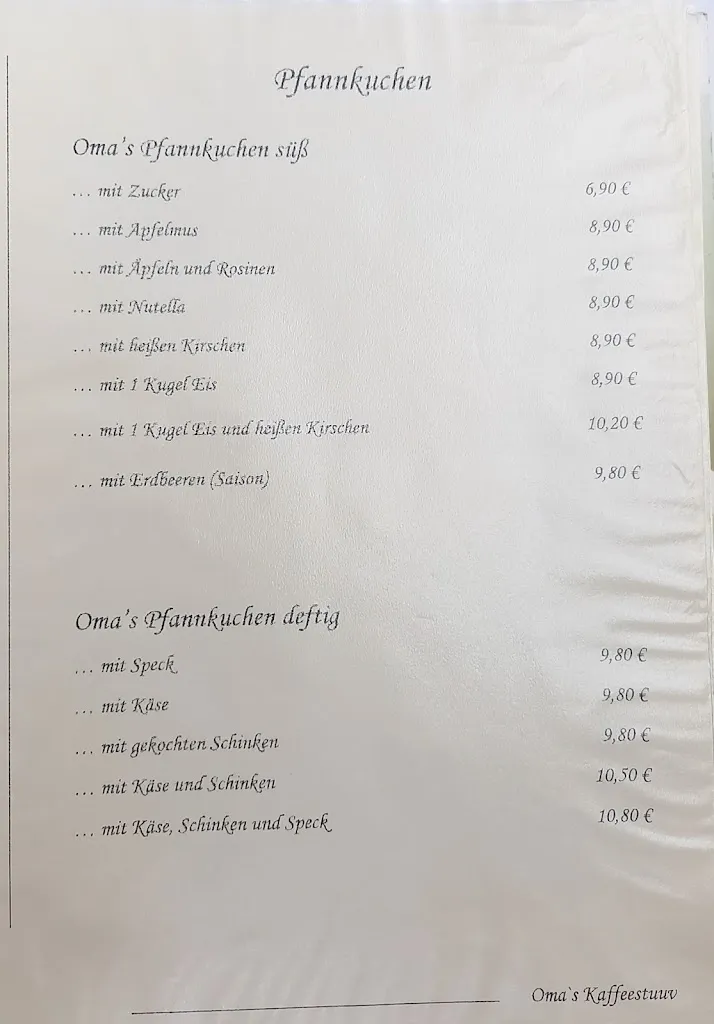 Pfannkuchen
Oma's Pfannkuchen süß
... mit Zucker 6,90 €
... mit Apfelmus 8,90 €
... mit Äpfeln und Rosinen 8,90 €
... mit Nutella 8,90 €
... mit heißen Kirschen 8,90 €
... mit 1 Kugel Eis 8,90 €
... mit 1 Kugel Eis und heißen Kirschen 10,20 €
... mit Erdbeeren (Saison) 9,80 €
Oma's Pfannkuchen deftig
... mit Speck 9,80 €
... mit Käse 9,80 €
... mit gekochten Schinken 9,80 €
... mit Käse und Schinken 10,50 €
... mit Käse, Schinken und Speck 10,80 €
Oma`s Kaffeestuuv